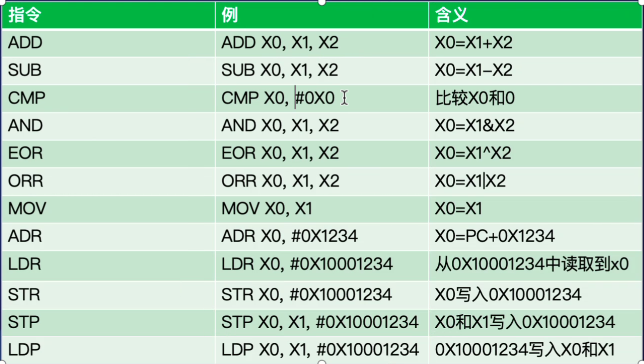 指令 例 含义
ADD ADD X0, X1, X2 X0=X1+X2
SUB SUB X0, X1, X2 X0=X1-X2
CMP CMP X0, #0X0 比较X0和0
AND AND X0, X1, X2 X0=X1&X2
EOR EOR X0, X1, X2 X0=X1^X2
ORR ORR X0, X1, X2 X0=X1|X2
MOV MOV X0, X1 X0=X1
ADR ADR X0, #0X1234 X0=PC+0X1234
LDR LDR X0, #0X10001234 从0X10001234中读取到x0
STR STR X0, #0X10001234 X0写入0X10001234
STP STP X0, X1, #0X10001234 X0和X1写入0X10001234
LDP LDP X0, X1, #0X10001234 0X10001234写入X0和X1